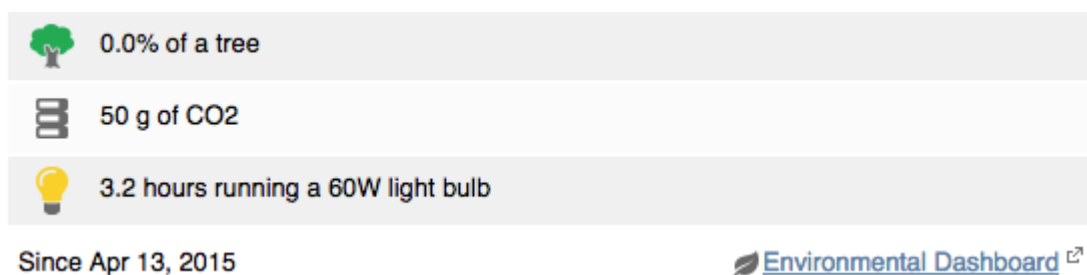 0.0% of a tree
50 g of CO2
3.2 hours running a 60W light bulb
Since Apr 13, 2015 Environmental Dashboard